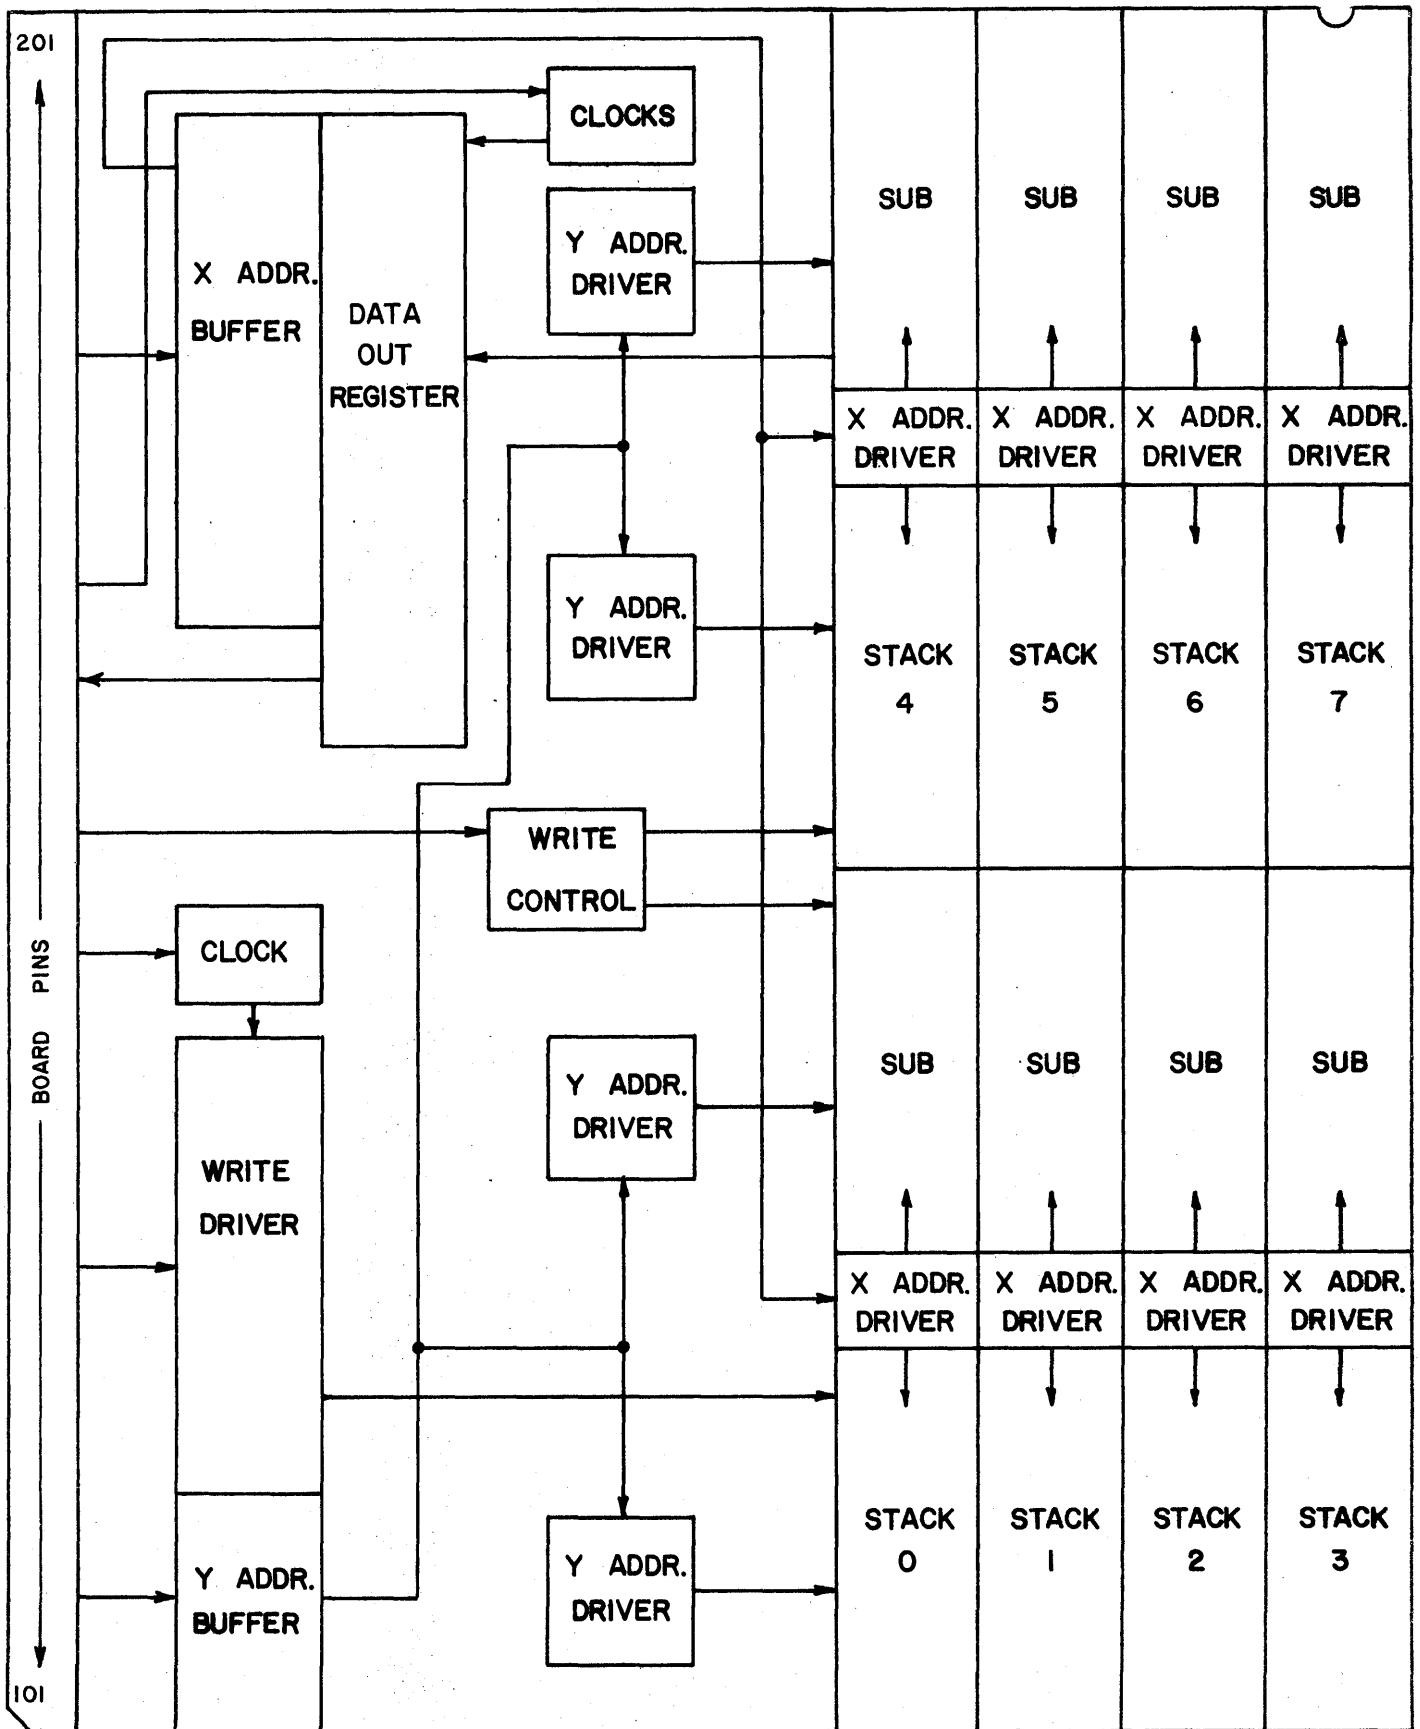 201
CLOCKS
X ADDR.
BUFFER
DATA
OUT
REGISTER
Y ADDR.
DRIVER
SUB
SUB
SUB
SUB
X ADDR.
DRIVER
X ADDR.
DRIVER
X ADDR.
DRIVER
X ADDR.
DRIVER
Y ADDR.
DRIVER
STACK
4
STACK
5
STACK
6
STACK
7
WRITE
CONTROL
CLOCK
BOARD PINS
WRITE
DRIVER
Y ADDR.
DRIVER
SUB
SUB
SUB
SUB
X ADDR.
DRIVER
X ADDR.
DRIVER
X ADDR.
DRIVER
X ADDR.
DRIVER
Y ADDR.
BUFFER
Y ADDR.
DRIVER
STACK
0
STACK
1
STACK
2
STACK
3
101